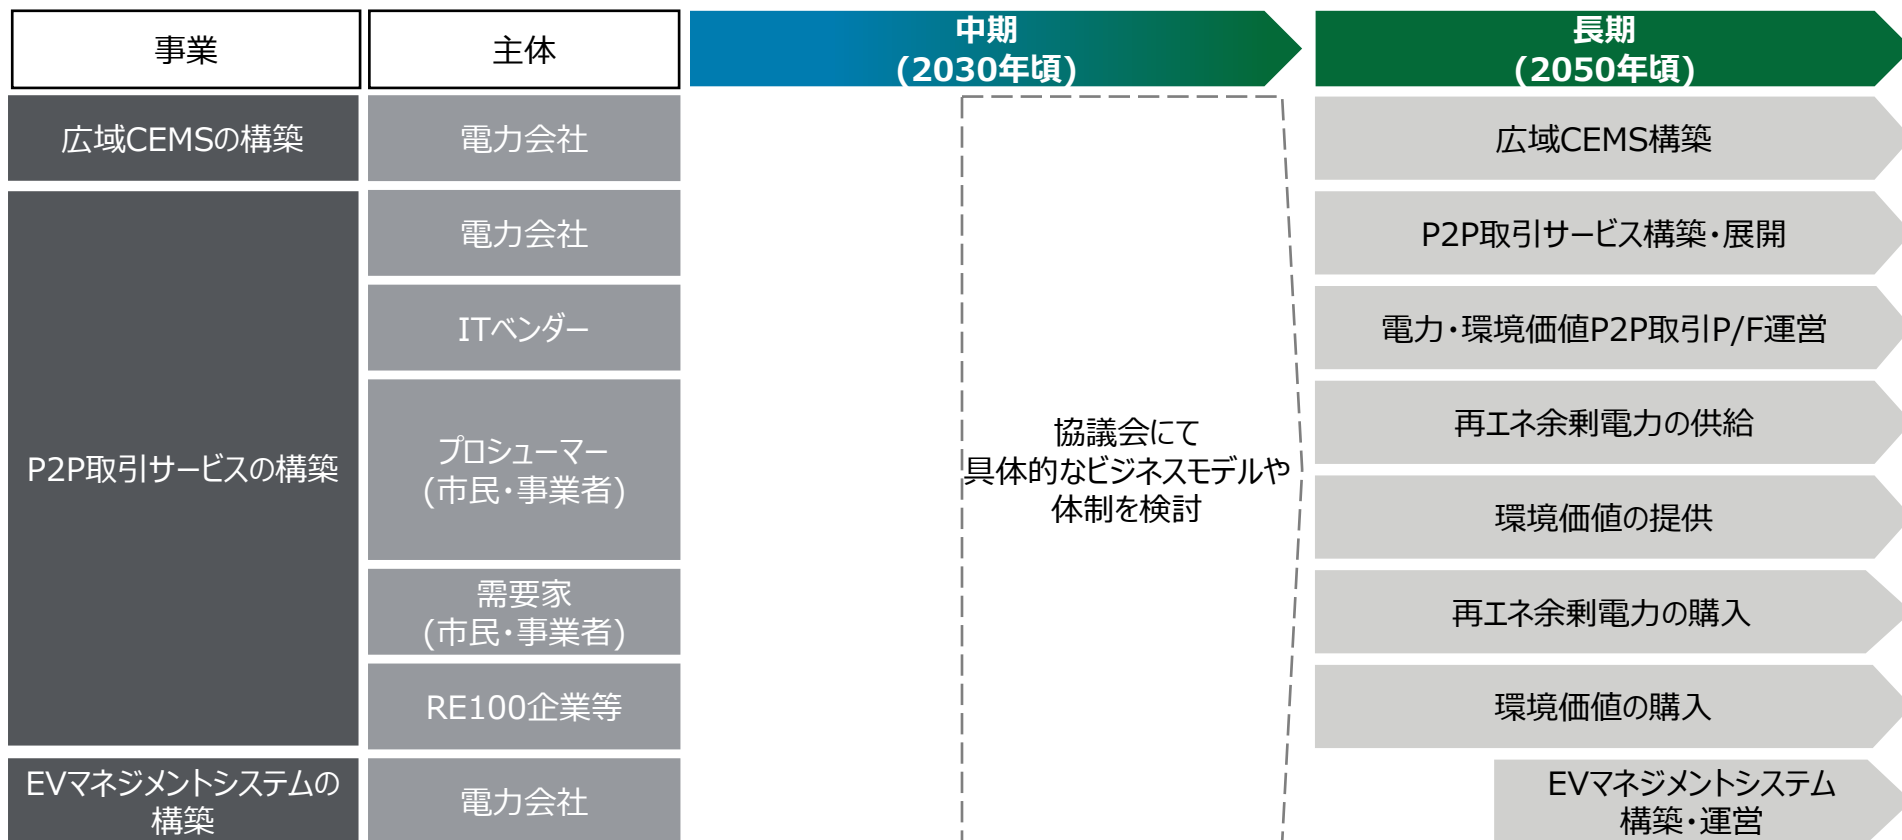 事業
主体
中期
(2030年頃)
長期
(2050年頃)
広域CEMSの構築
電力会社
広域CEMS構築
P2P取引サービスの構築
電力会社
P2P取引サービス構築・展開
ITベンダー
電力・環境価値P2P取引P/F運営
プロシューマー
(市民・事業者)
再エネ余剰電力の供給
環境価値の提供
協議会にて
具体的なビジネスモデルや
体制を検討
需要家
(市民・事業者)
再エネ余剰電力の購入
RE100企業等
環境価値の購入
EVマネジメントシステムの
構築
電力会社
EVマネジメントシステム
構築・運営